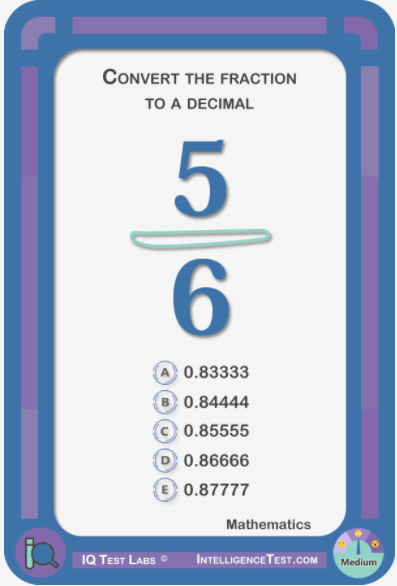 CONVERT THE FRACTION
TO A DECIMAL
5
6
A 0.83333
B 0.84444
C 0.85555
D 0.86666
E 0.87777
Mathematics
IQ TEST LABS © INTELLIGENCETEST.COM
Medium